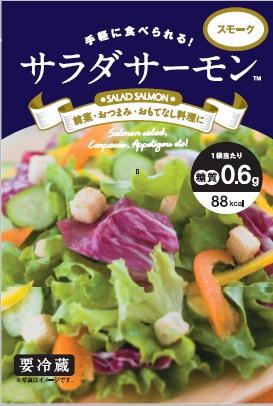 スモーク
手軽に食べられる!
サラダサーモン™
SALAD SALMON
前菜・おつまみ・おもてなし料理に
Salmon salad,
Carpaccio, Appetizers etc!
1袋当たり
糖質0.6g
88kcal
要冷蔵
※写真はイメージです。